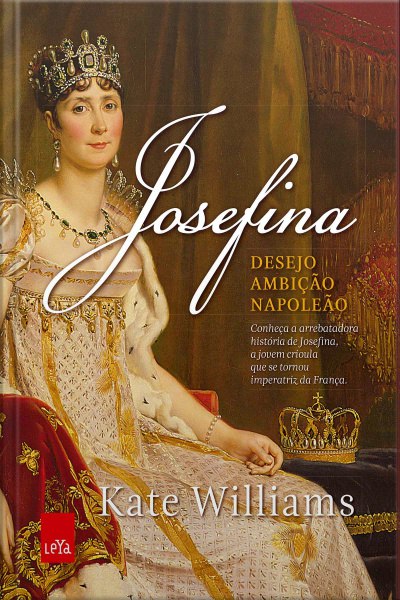 Josefina
DESEJO
AMBIÇÃO
NAPOLEÃO
Conheça a arrebatadora
história de Josefina,
a jovem crioula
que se tornou
imperatriz da França.
Kate Williams
LeYa